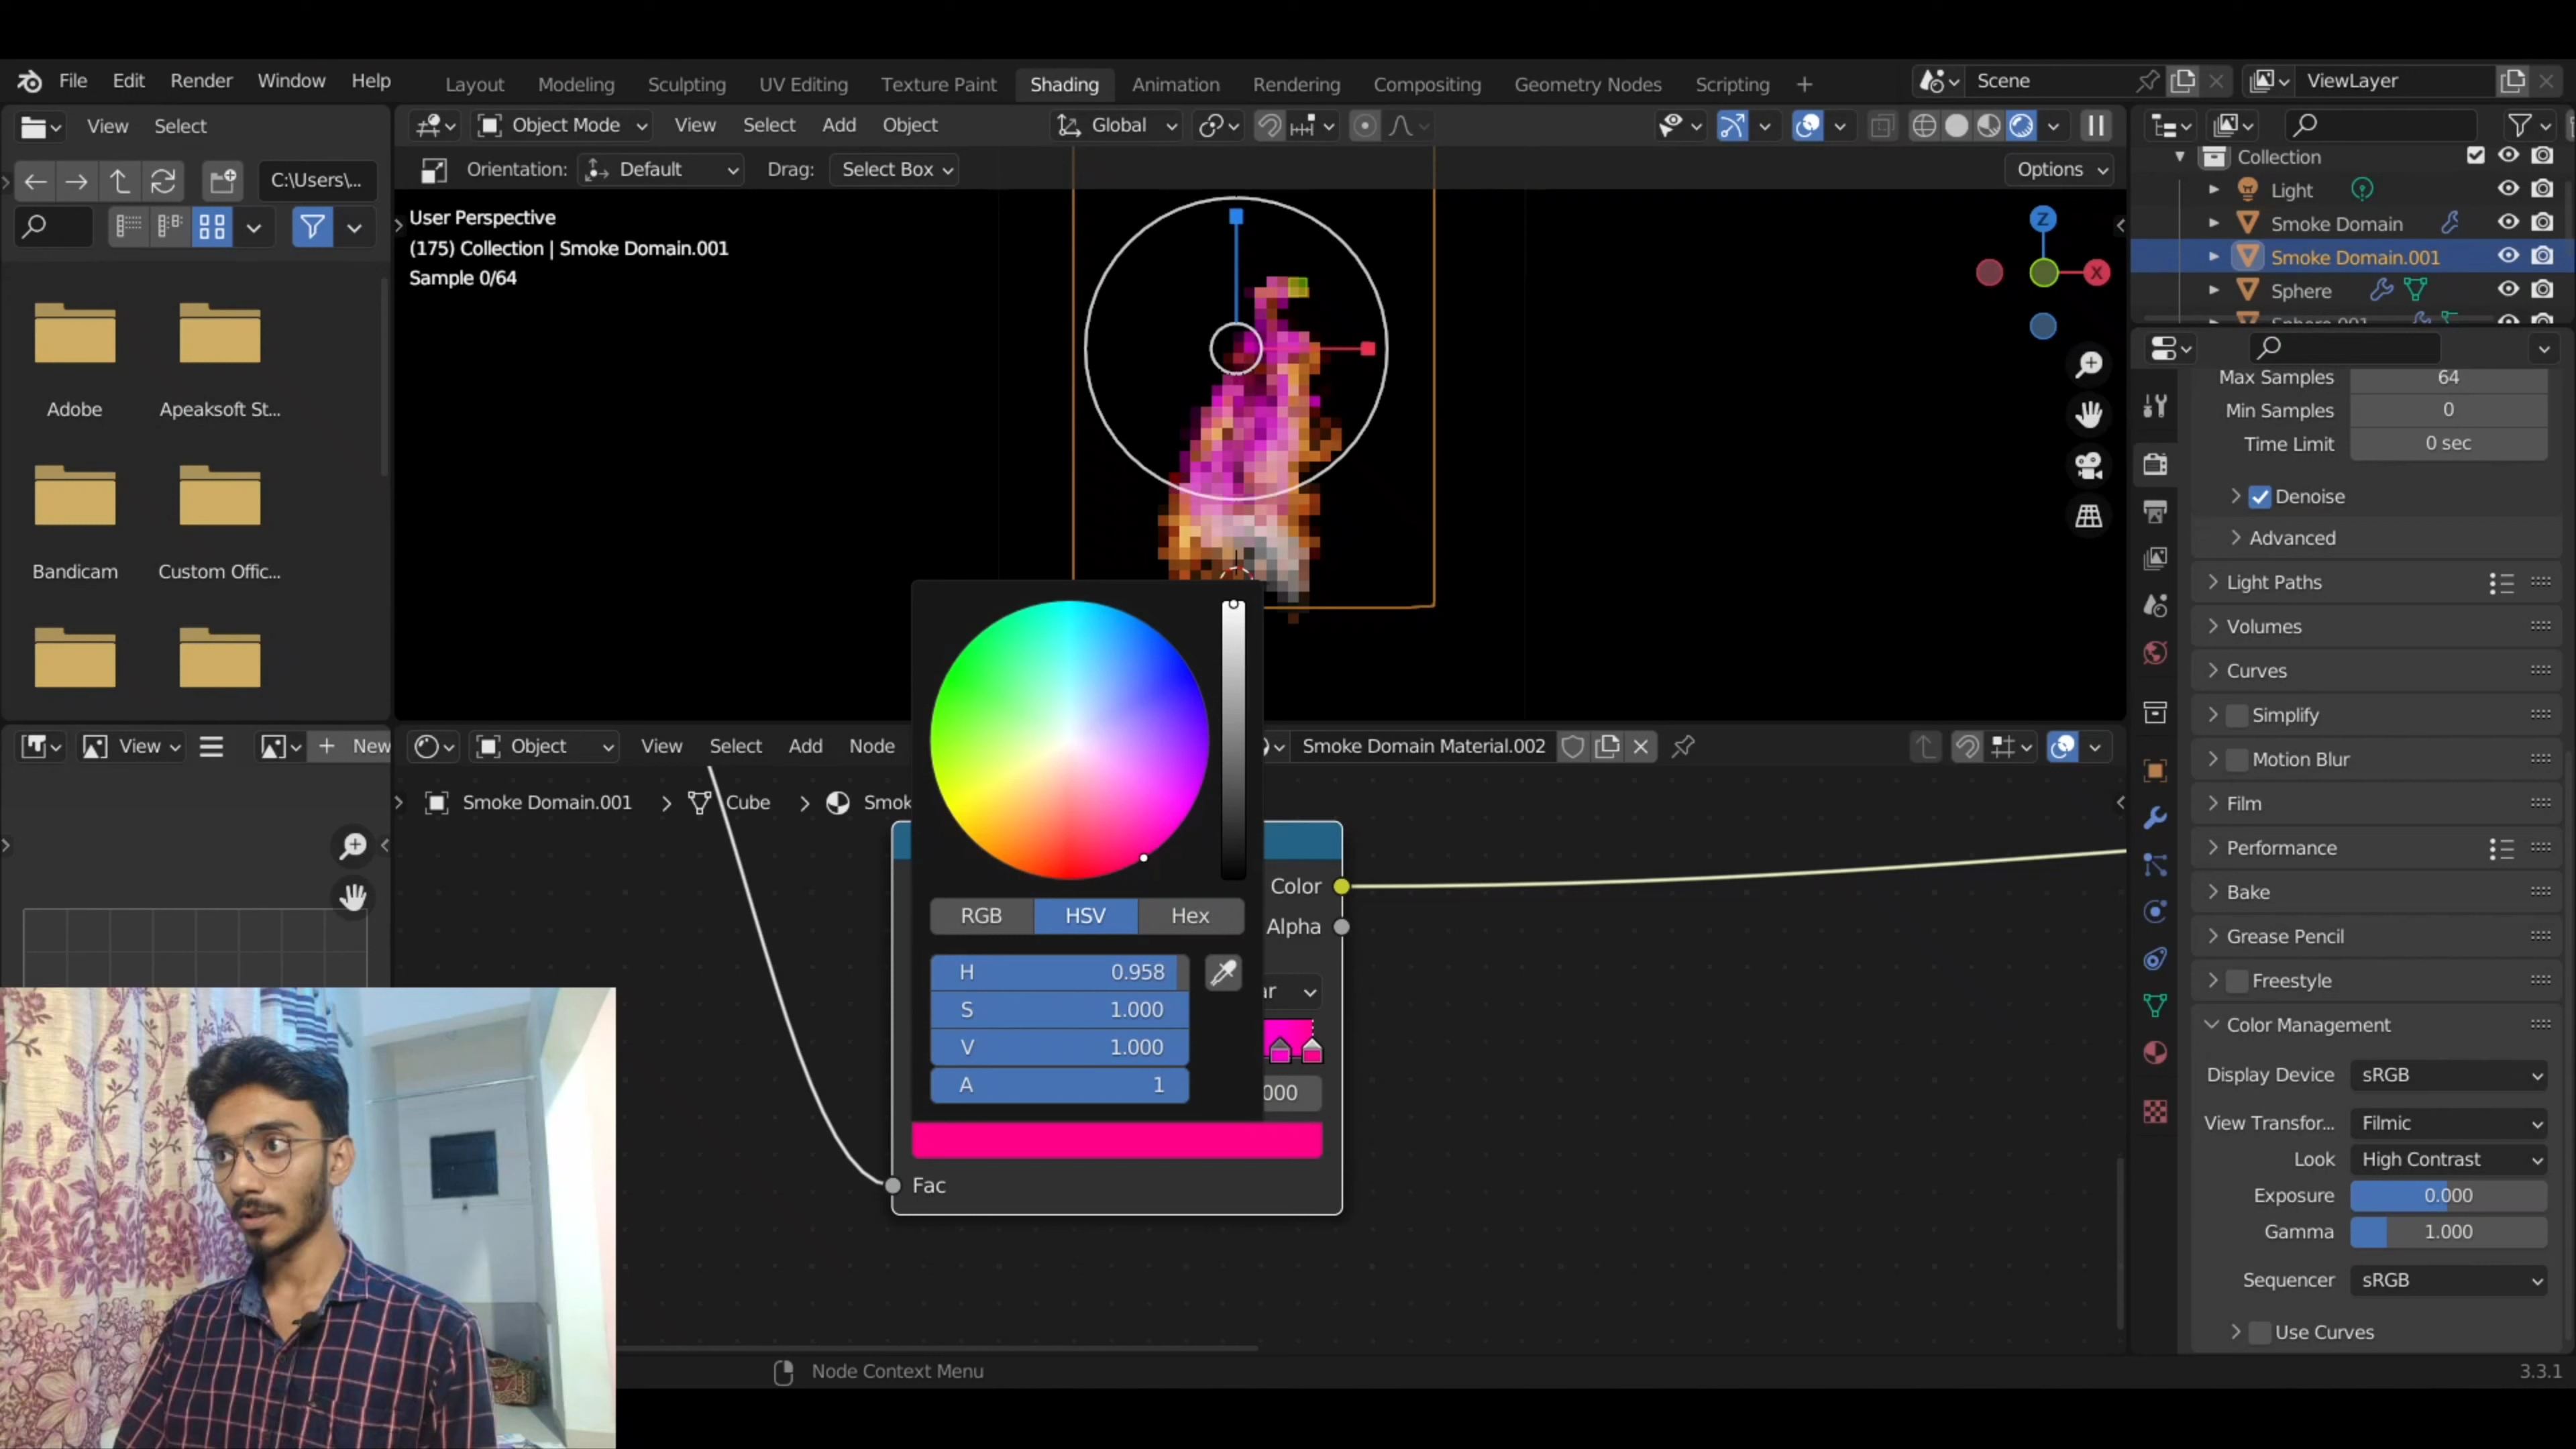 File Edit Render Window Help
Layout Modeling Sculpting UV Editing Texture Paint Shading Animation Rendering Compositing Geometry Nodes Scripting +
Scene
ViewLayer
View Select
Object Mode View Select Add Object
Global
C:\Users\...
Orientation: Default Drag: Select Box
Options
User Perspective
(175) Collection | Smoke Domain.001
Sample 0/64
Z
X
Collection
Light
Smoke Domain
Smoke Domain.001
Sphere
Sphere.001
Adobe
Apeaksoft St...
Bandicam
Custom Offic...
Max Samples 64
Min Samples 0
Time Limit 0 sec
Denoise
Advanced
Light Paths
Volumes
Curves
Simplify
Motion Blur
Film
Performance
Bake
Grease Pencil
Freestyle
Color Management
Display Device sRGB
View Transfor... Filmic
Look High Contrast
Exposure 0.000
Gamma 1.000
Sequencer sRGB
Use Curves
View
+ New
Object View Select Add Node
Smoke Domain Material.002
Smoke Domain.001 > Cube > Smok
Color
Alpha
RGB HSV Hex
H 0.958
S 1.000
V 1.000
A 1
ar
000
Fac
Node Context Menu
3.3.1